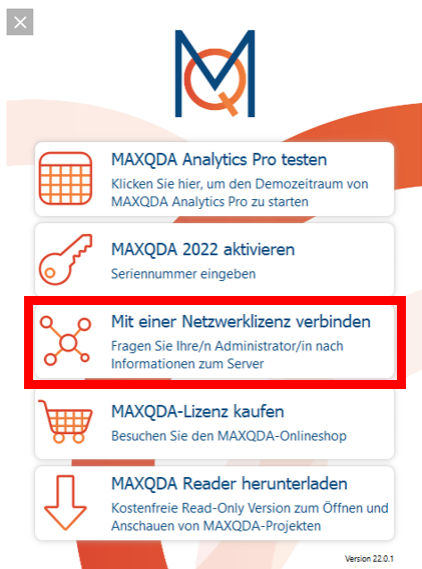 MAXQDA Analytics Pro testen
Klicken Sie hier, um den Demozeitraum von
MAXQDA Analytics Pro zu starten
MAXQDA 2022 aktivieren
Seriennummer eingeben
Mit einer Netzwerklizenz verbinden
Fragen Sie Ihre/n Administrator/in nach
Informationen zum Server
MAXQDA-Lizenz kaufen
Besuchen Sie den MAXQDA-Onlineshop
MAXQDA Reader herunterladen
Kostenfreie Read-Only Version zum Öffnen und
Anschauen von MAXQDA-Projekten
Version 22.0.1